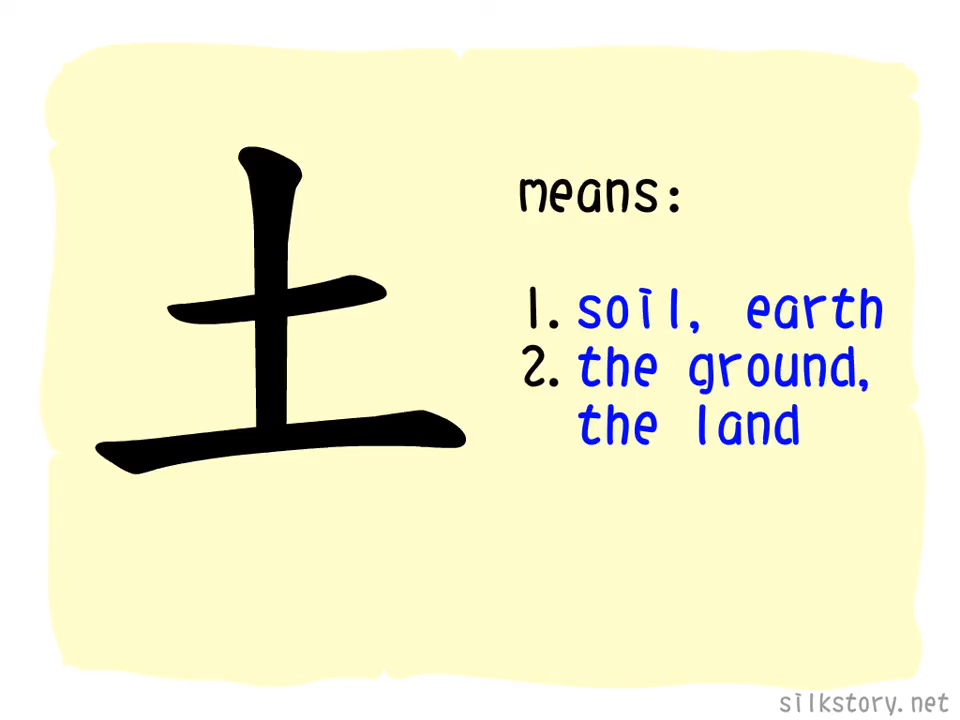 土
means:
1. soil, earth
2. the ground,
the land
silkstory.net